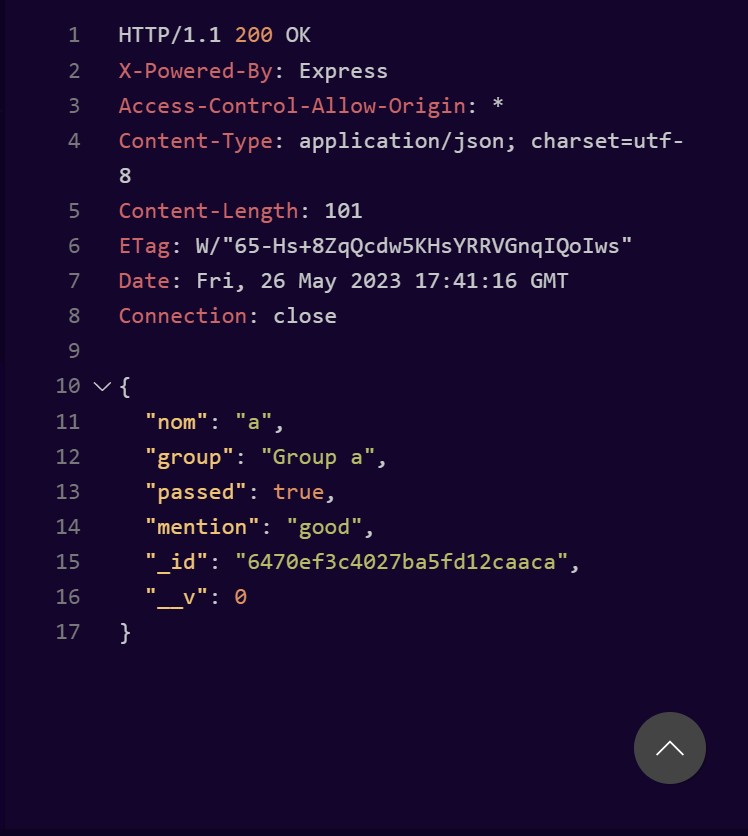 1 HTTP/1.1 200 OK
2 X-Powered-By: Express
3 Access-Control-Allow-Origin: *
4 Content-Type: application/json; charset=utf-
8
5 Content-Length: 101
6 ETag: W/"65-Hs+8ZqQcdw5KHsYRRVGnqIQoIws"
7 Date: Fri, 26 May 2023 17:41:16 GMT
8 Connection: close
9
10 {
11 "nom": "a",
12 "group": "Group a",
13 "passed": true,
14 "mention": "good",
15 "_id": "6470ef3c4027ba5fd12caaca",
16 "__v": 0
17 }